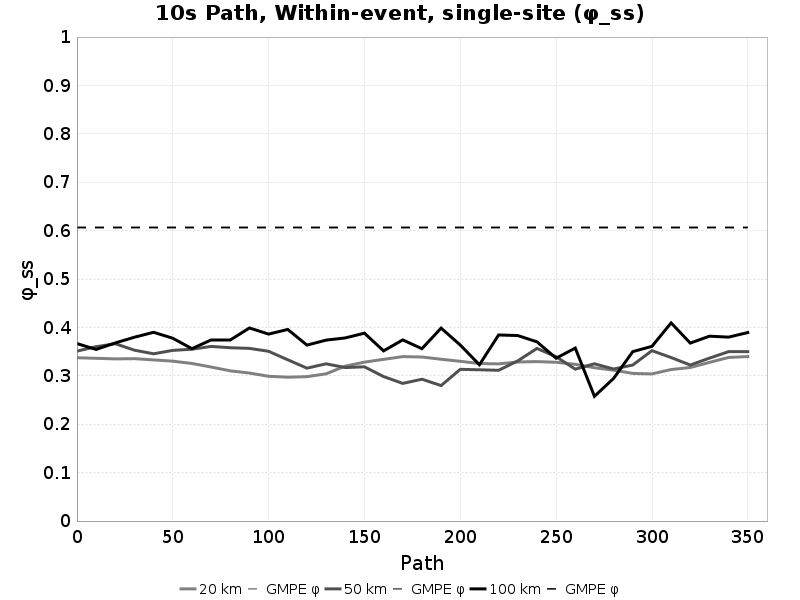 10s Path, Within-event, single-site (φ_ss)
1
0.9
0.8
0.7
0.6
0.5
0.4
0.3
0.2
0.1
0
φ_ss
0 50 100 150 200 250 300 350
Path
20 km GMPE φ 50 km GMPE φ 100 km GMPE φ